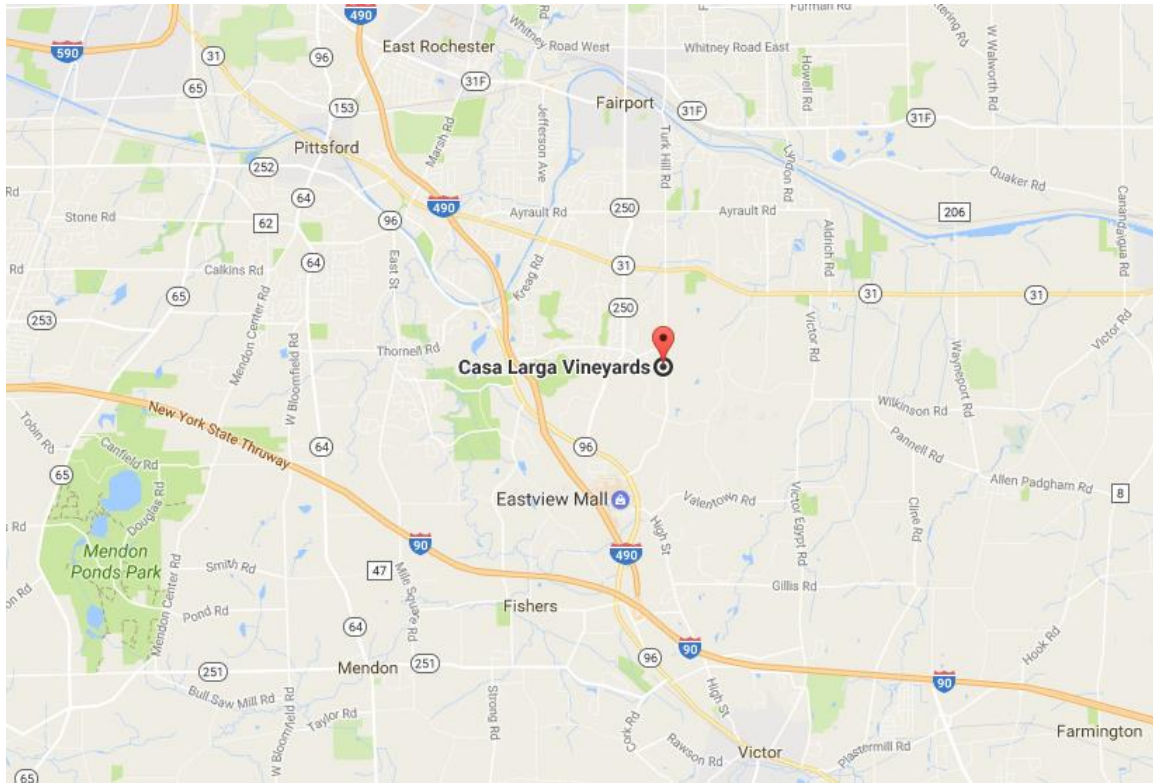 490
Furman Rd
590
31
96
East Rochester
Whitney Road West
Whitney Road East
Howell Rd
W Walworth Rd
65
31F
153
Fairport
31F
31F
Marsh Rd
Jefferson Ave
Turk Hill Rd
Lyndon Rd
Pittsford
252
64
Quaker Rd
490
96
Stone Rd
62
Ayrault Rd
250
Ayrault Rd
206
Canandaigua Rd
Aldrich Rd
Rd
Calkins Rd
64
East St
Kreag Rd
31
65
31
31
253
250
Mendon Center Rd
W Bloomfield Rd
Thornell Rd
Victor Rd
Wayneport Rd
Victor Rd
Casa Larga Vineyards
New York State Thruway
Wilkinson Rd
Tobin Rd
Canfield Rd
64
96
Pannell Rd
65
Douglas Rd
Allen Padgham Rd
8
Eastview Mall
Valentown Rd
Victor Egypt Rd
Cline Rd
High St
Mendon
Ponds Park
90
490
Smith Rd
47
Mile Square Rd
Gillis Rd
Mendon Center Rd
Pond Rd
Fishers
64
90
Hook Rd
Mendon
251
251
96
90
Bull Saw Mill Rd
High St
Taylor Rd
Strong Rd
Cork Rd
Farmington
W Bloomfield Rd
Rawson Rd
Victor
Plastermill Rd
65